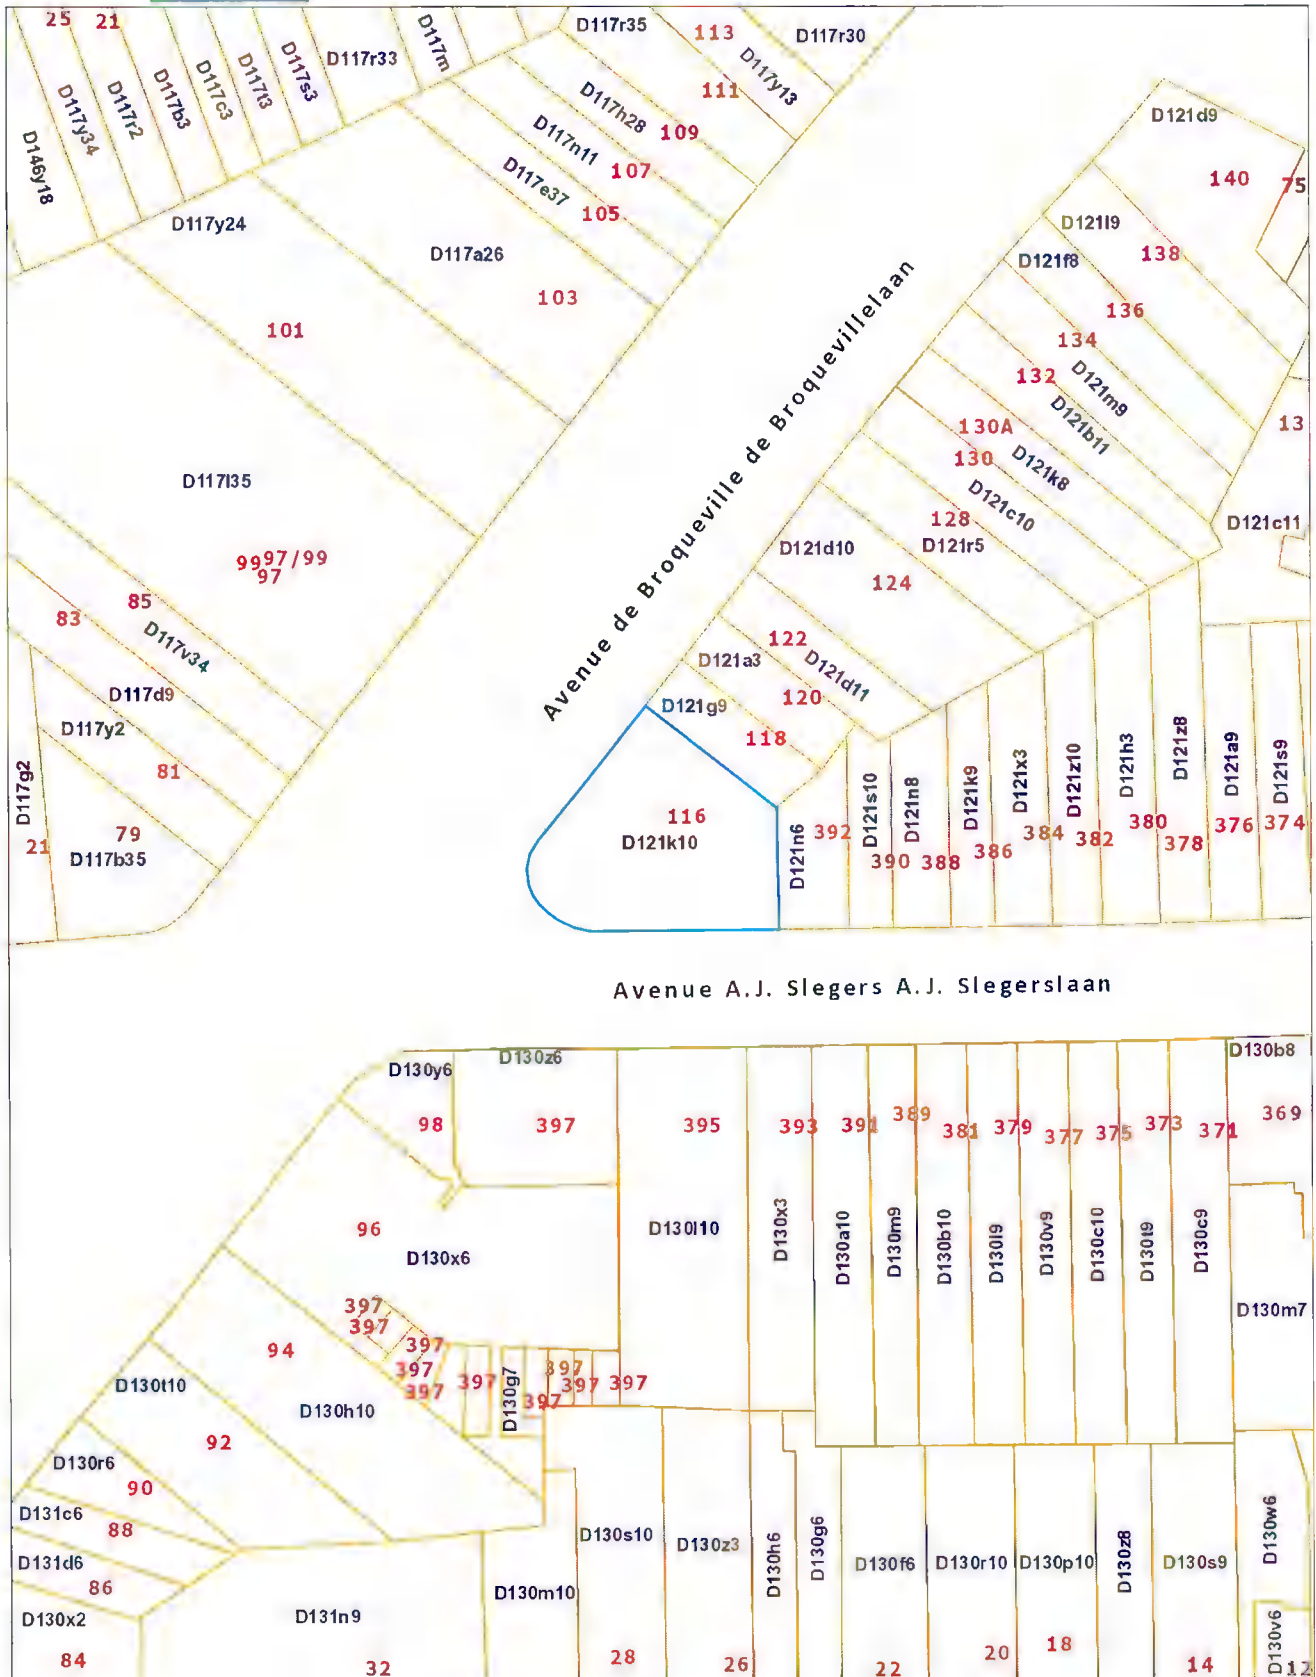 25
21
D117r35
113
D117r30
D117m
D117r33
D117s3
D117t3
D117c3
D117b3
D117r2
D117y34
D146y18
D117y13
111
D117h28
109
D117n11
107
D117e37
105
D121d9
140
75
D117y24
D117a26
103
101
D121l9
138
D121f8
136
134
D121m9
132
D121b11
130A
D121k8
130
D121c10
128
D121r5
13
D121c11
D117l35
9997/99
97
D121d10
124
Avenue de Broqueville de Broquevillelaan
85
83
D117v34
D117d9
D117y2
81
79
D117b35
D117g2
21
122
D121d11
D121a3
120
D121g9
118
116
D121k10
D121n6
392
D121s10
390
D121n8
388
D121k9
386
D121x3
384
D121z10
382
D121h3
380
D121z8
378
D121a9
376
D121s9
374
Avenue A.J. Slegers A.J. Slegerslaan
D130y6
D130z6
D130b8
98
397
395
393
391
389
381
379
377
375
373
371
369
96
D130x6
D130l10
D130x3
D130a10
D130m9
D130b10
D130l9
D130v9
D130c10
D130t9
D130c9
D130m7
397
397
397
397
397
397
D130g7
397
397
397
397
94
D130t10
D130h10
92
D130r6
90
D131c6
88
D131d6
86
D130x2
84
D131n9
32
D130m10
D130s10
28
D130z3
26
D130h6
D130g6
D130f6
22
D130r10
20
D130p10
18
D130z8
D130s9
14
D130w6
D130v6
12